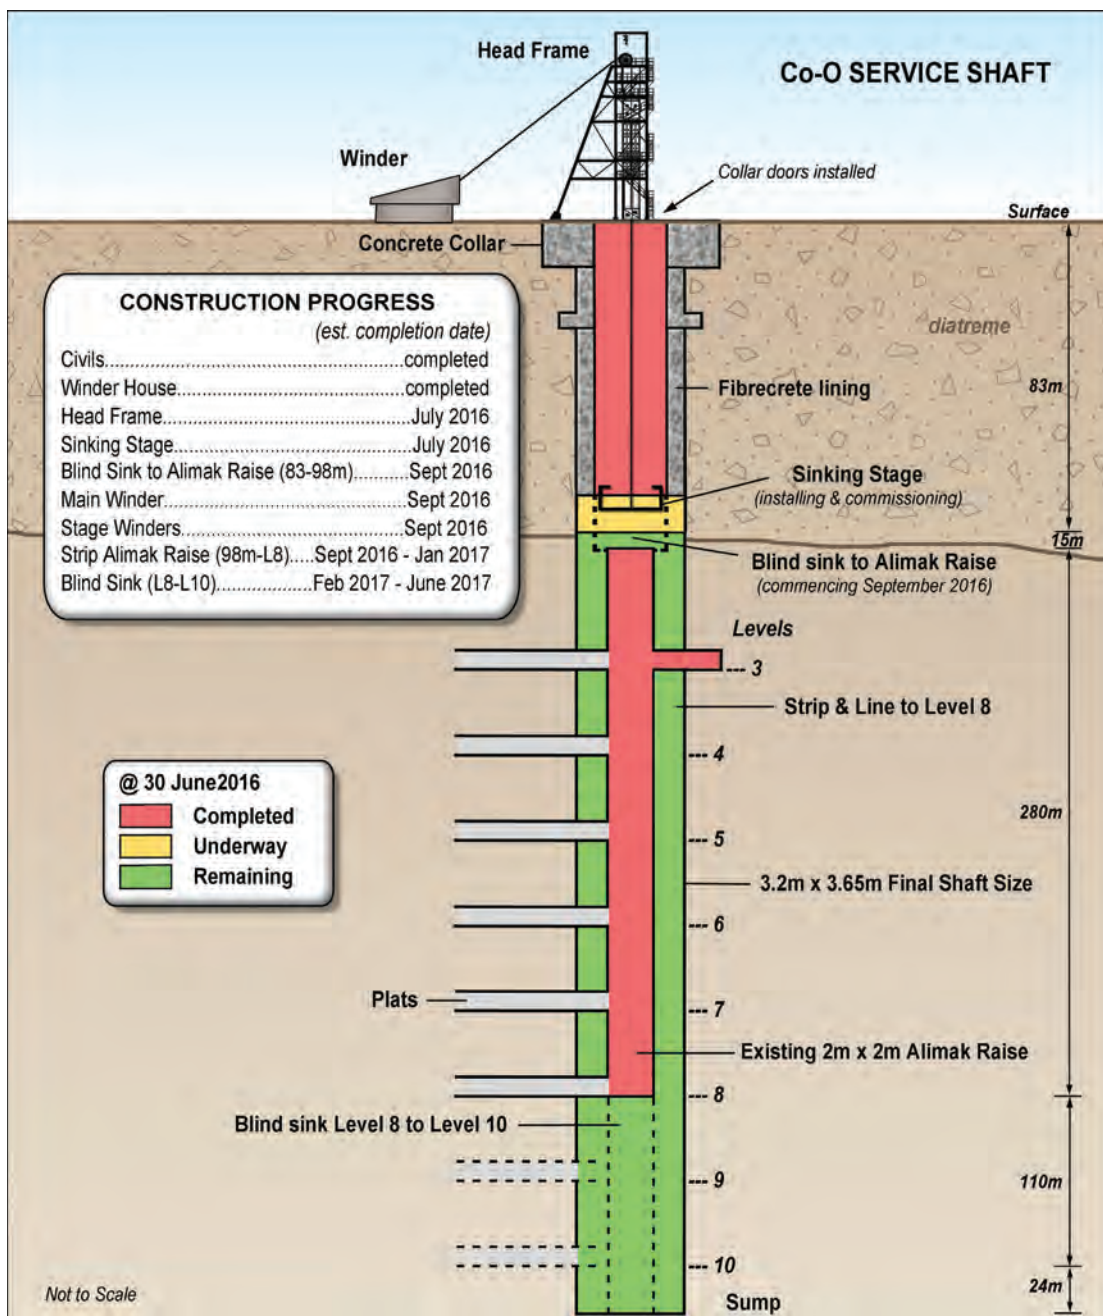 Head Frame
Co-O SERVICE SHAFT
Winder
Collar doors installed
Surface
Concrete Collar
CONSTRUCTION PROGRESS
(est. completion date)
Civils..................................................completed
Winder House....................................completed
Head Frame......................................July 2016
Sinking Stage....................................July 2016
Blind Sink to Alimak Raise (83-98m)........Sept 2016
Main Winder......................................Sept 2016
Stage Winders...................................Sept 2016
Strip Alimak Raise (98m-L8).....Sept 2016 - Jan 2017
Blind Sink (L8-L10)................Feb 2017 - June 2017
diatreme
83m
Fibrecrete lining
Sinking Stage
(installing & commissioning)
15m
Blind sink to Alimak Raise
(commencing September 2016)
Levels
--- 3
Strip & Line to Level 8
--- 4
@ 30 June2016
Completed
Underway
Remaining
280m
--- 5
3.2m x 3.65m Final Shaft Size
--- 6
Plats
--- 7
Existing 2m x 2m Alimak Raise
--- 8
Blind sink Level 8 to Level 10
--- 9
110m
--- 10
24m
Not to Scale
Sump